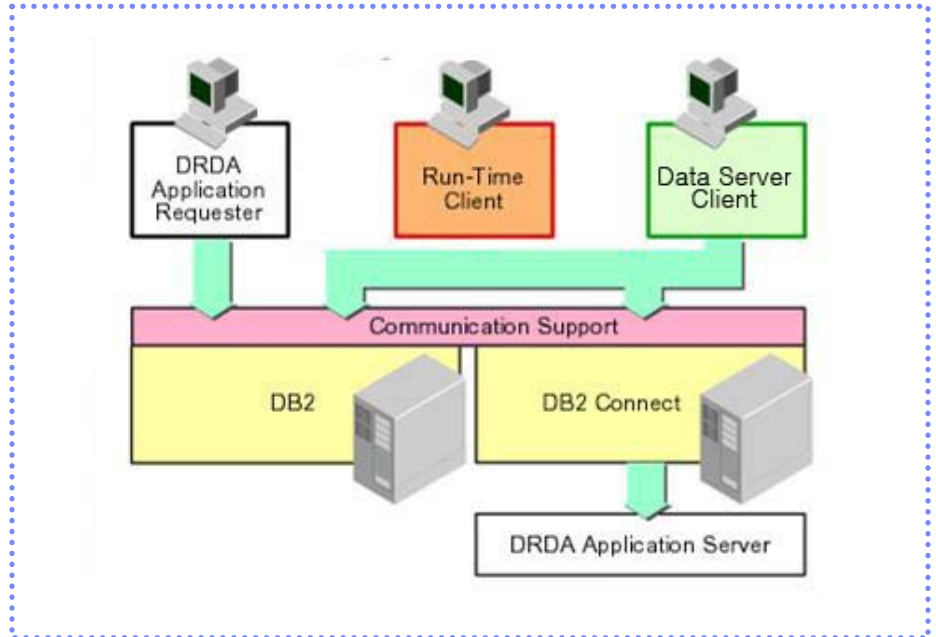 DRDA
Application
Requester
Run-Time
Client
Data Server
Client
Communication Support
DB2
DB2 Connect
DRDA Application Server